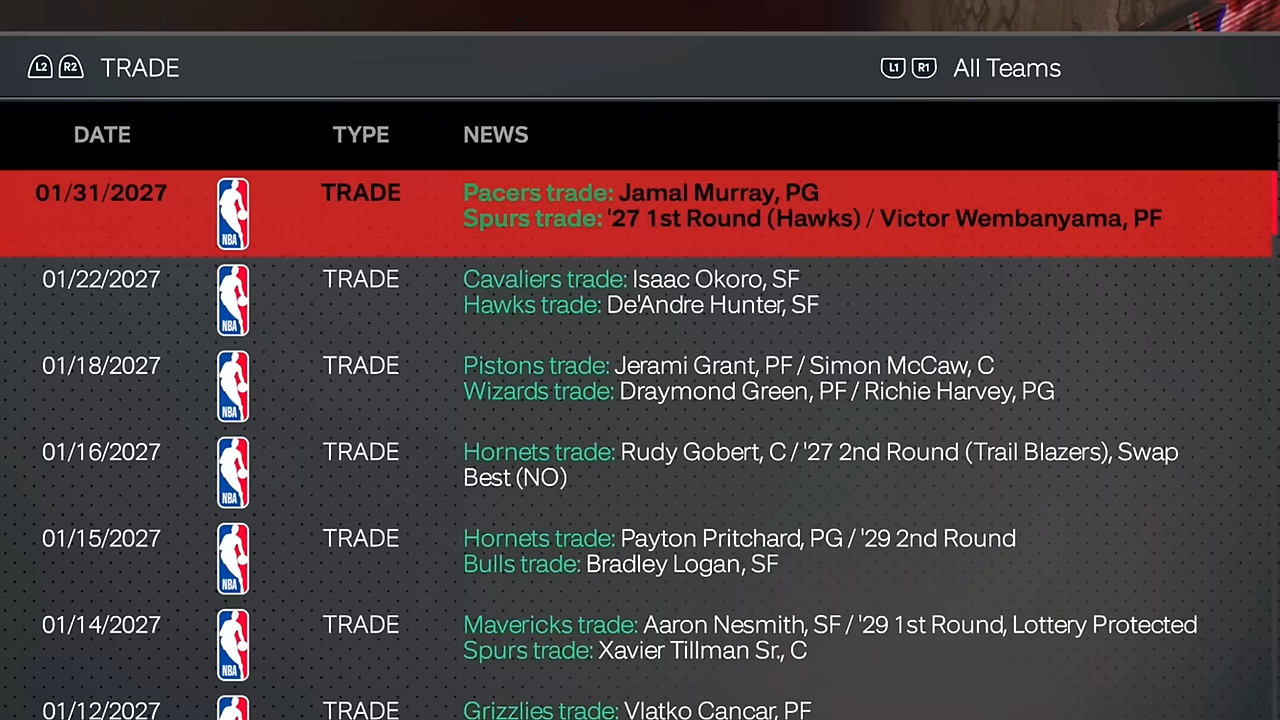 L2 R2 TRADE L1 R1 All Teams
DATE TYPE NEWS
01/31/2027 NBA TRADE Pacers trade: Jamal Murray, PG
Spurs trade: '27 1st Round (Hawks) / Victor Wembanyama, PF
01/22/2027 NBA TRADE Cavaliers trade: Isaac Okoro, SF
Hawks trade: De'Andre Hunter, SF
01/18/2027 NBA TRADE Pistons trade: Jerami Grant, PF / Simon McCaw, C
Wizards trade: Draymond Green, PF / Richie Harvey, PG
01/16/2027 NBA TRADE Hornets trade: Rudy Gobert, C / '27 2nd Round (Trail Blazers), Swap
Best (NO)
01/15/2027 NBA TRADE Hornets trade: Payton Pritchard, PG / '29 2nd Round
Bulls trade: Bradley Logan, SF
01/14/2027 NBA TRADE Mavericks trade: Aaron Nesmith, SF / '29 1st Round, Lottery Protected
Spurs trade: Xavier Tillman Sr., C
01/12/2027 TRADE Grizzlies trade: Vlatko Cancar, PF